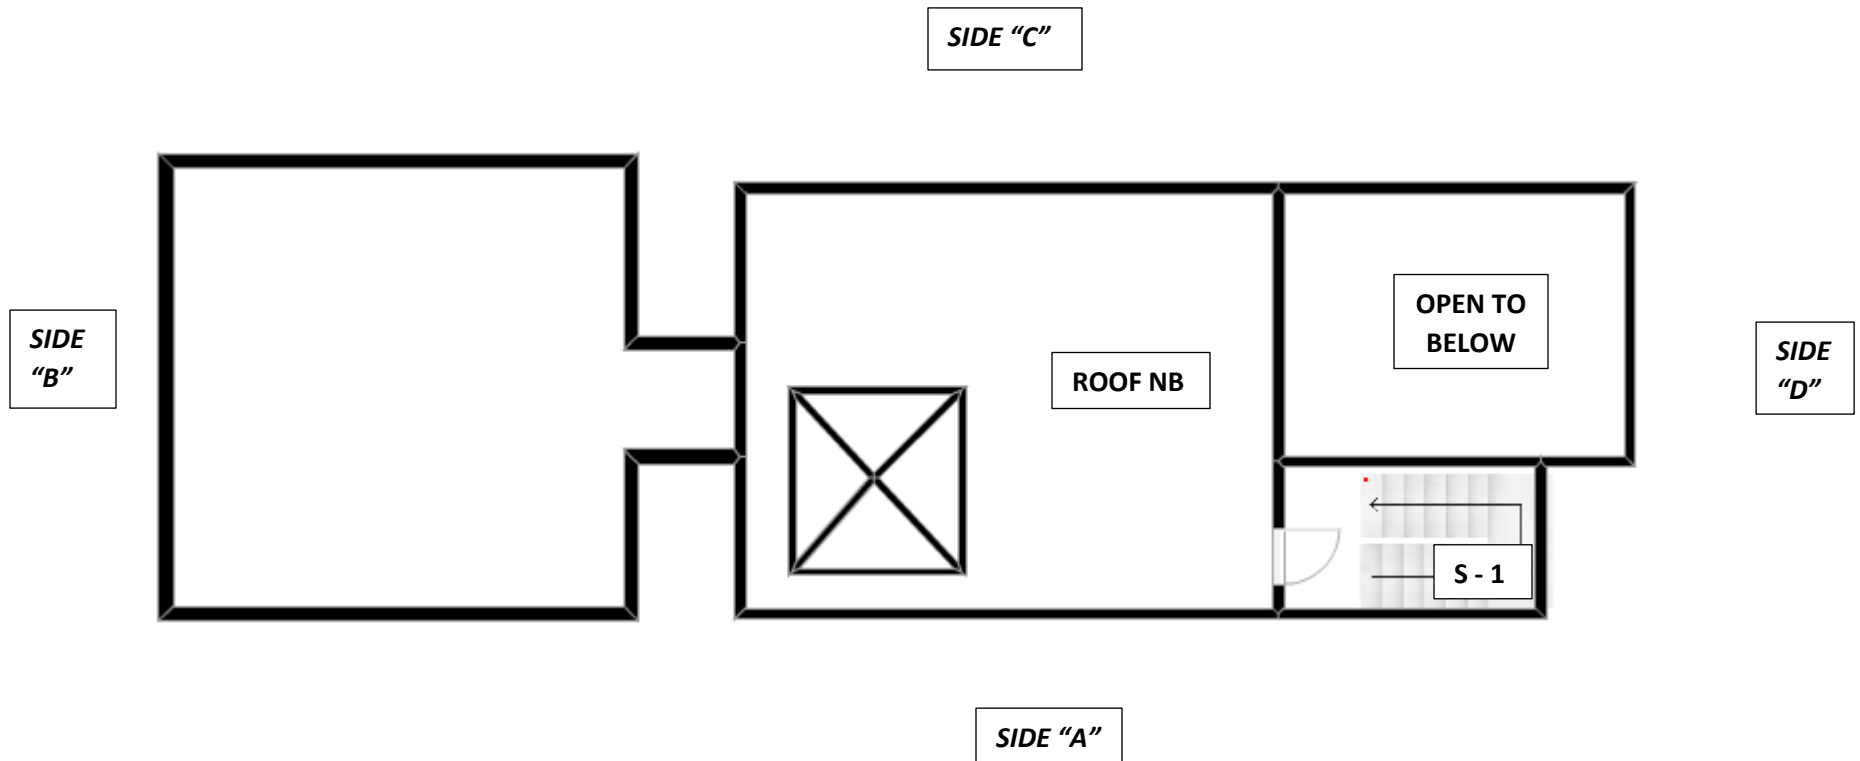 SIDE “C”
SIDE
“B”
OPEN TO
BELOW
ROOF NB
SIDE
“D”
S - 1
SIDE “A”